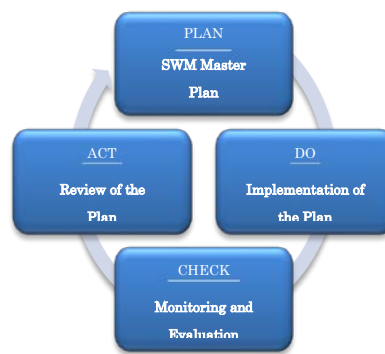 PLAN
SWM Master
Plan
ACT
Review of the
Plan
DO
Implementation of
the Plan
CHECK
Monitoring and
Evaluation